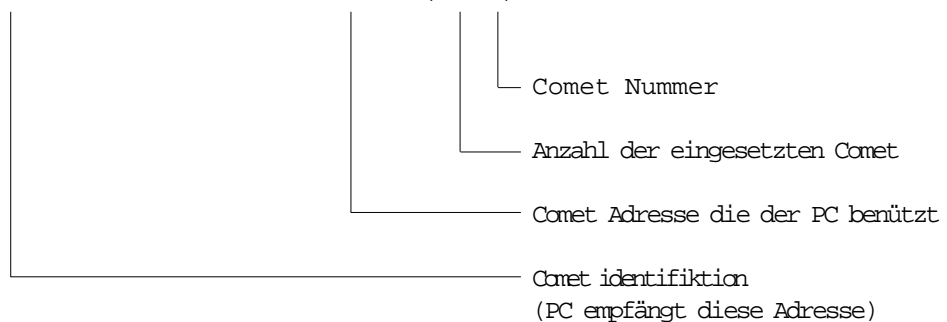 Comet Nummer
Anzahl der eingesetzten Comet
Comet Adresse die der PC benützt
Comet identifiktion
(PC empfängt diese Adresse)